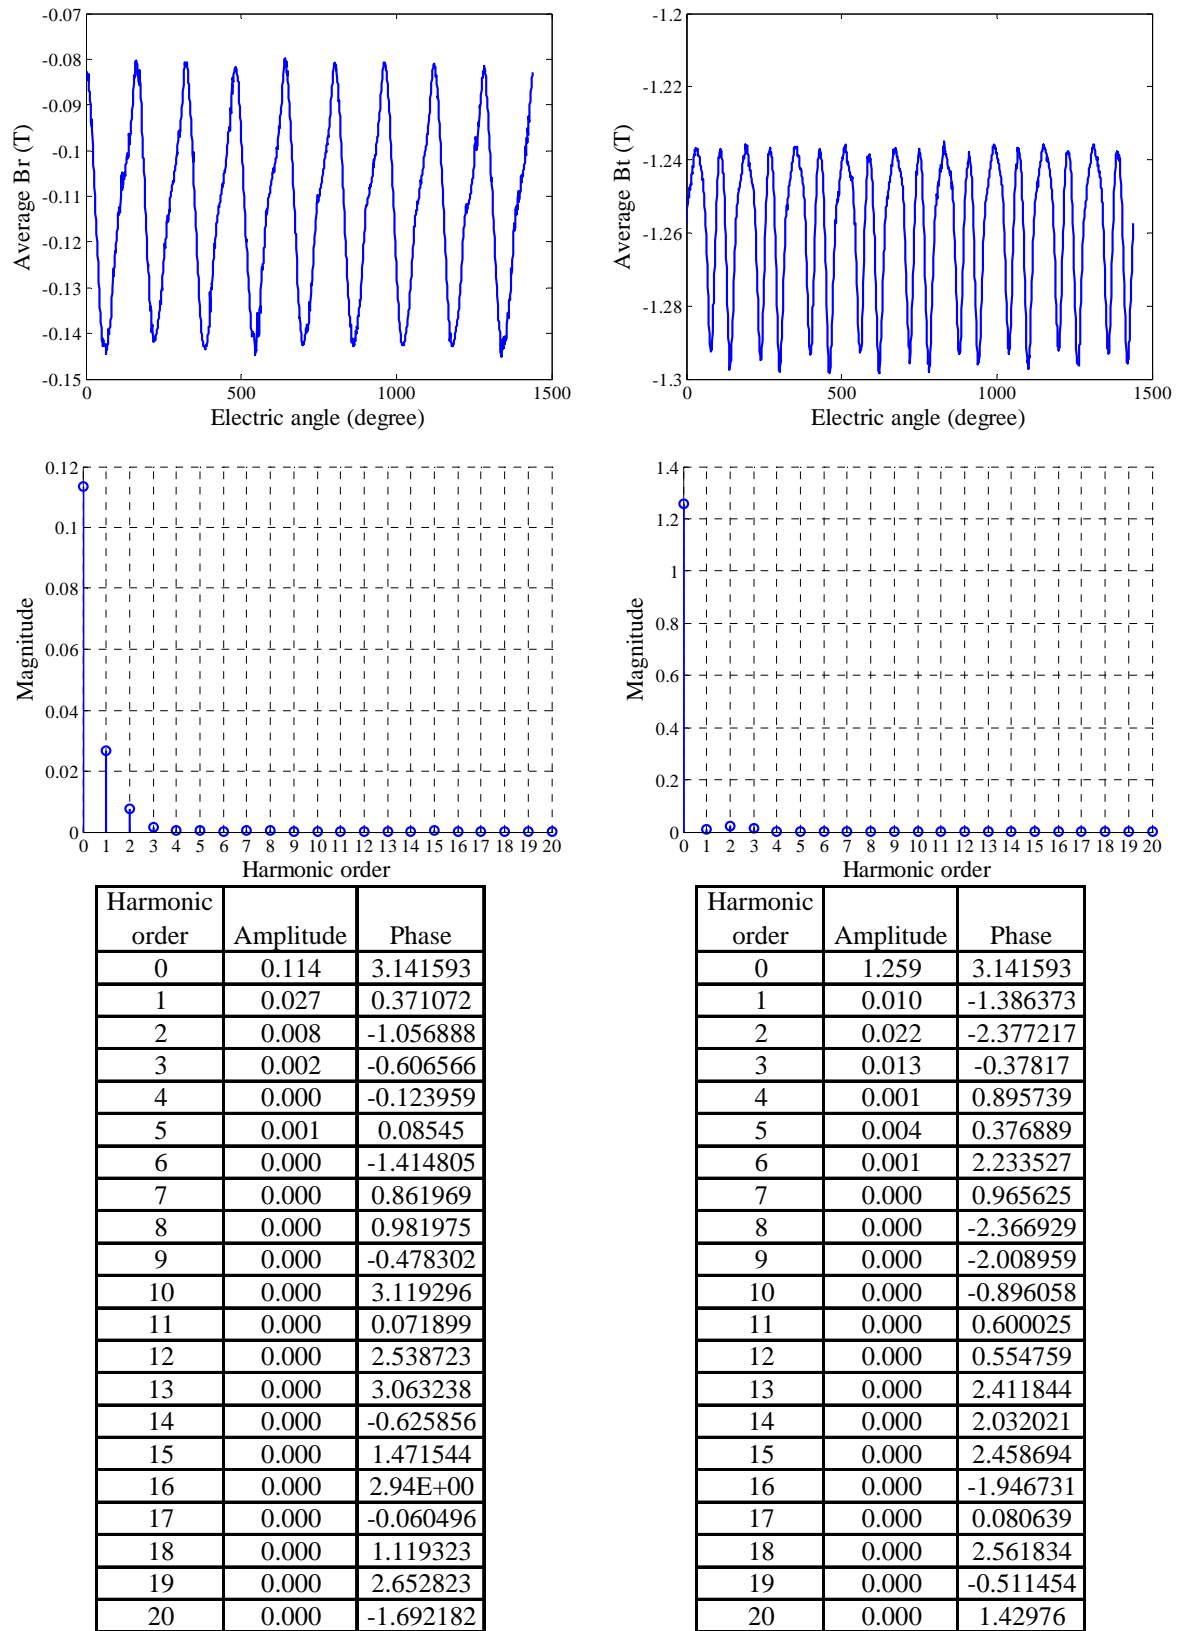 -0.07
-0.08
-0.09
-0.1
-0.11
-0.12
-0.13
-0.14
-0.15
Average Br (T)
0 500 1000 1500
Electric angle (degree)
-1.2
-1.22
-1.24
-1.26
-1.28
-1.3
Average Bt (T)
0 500 1000 1500
Electric angle (degree)
0.12
0.1
0.08
0.06
0.04
0.02
0
Magnitude
0 1 2 3 4 5 6 7 8 9 10 11 12 13 14 15 16 17 18 19 20
Harmonic order
1.4
1.2
1
0.8
0.6
0.4
0.2
0
Magnitude
0 1 2 3 4 5 6 7 8 9 10 11 12 13 14 15 16 17 18 19 20
Harmonic order
Harmonic
order Amplitude Phase
0 0.114 3.141593
1 0.027 0.371072
2 0.008 -1.056888
3 0.002 -0.606566
4 0.000 -0.123959
5 0.001 0.08545
6 0.000 -1.414805
7 0.000 0.861969
8 0.000 0.981975
9 0.000 -0.478302
10 0.000 3.119296
11 0.000 0.071899
12 0.000 2.538723
13 0.000 3.063238
14 0.000 -0.625856
15 0.000 1.471544
16 0.000 2.94E+00
17 0.000 -0.060496
18 0.000 1.119323
19 0.000 2.652823
20 0.000 -1.692182
Harmonic
order Amplitude Phase
0 1.259 3.141593
1 0.010 -1.386373
2 0.022 -2.377217
3 0.013 -0.37817
4 0.001 0.895739
5 0.004 0.376889
6 0.001 2.233527
7 0.000 0.965625
8 0.000 -2.366929
9 0.000 -2.008959
10 0.000 -0.896058
11 0.000 0.600025
12 0.000 0.554759
13 0.000 2.411844
14 0.000 2.032021
15 0.000 2.458694
16 0.000 -1.946731
17 0.000 0.080639
18 0.000 2.561834
19 0.000 -0.511454
20 0.000 1.42976